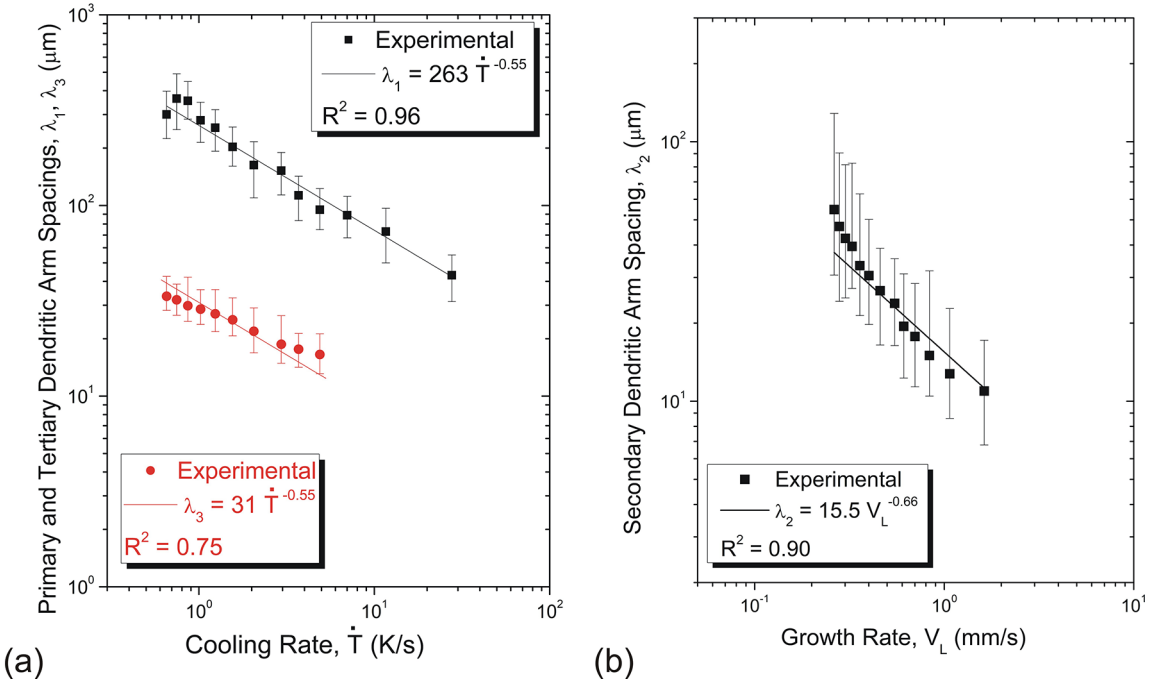 10³
10²
10¹
10⁰
Primary and Tertiary Dendritic Arm Spacings, λ₁, λ₃ (μm)
Experimental
λ₁ = 263 Ṫ⁻⁰·⁵⁵
R² = 0.96
Experimental
λ₃ = 31 Ṫ⁻⁰·⁵⁵
R² = 0.75
10⁰
10¹
10²
Cooling Rate, Ṫ (K/s)
(a)
10²
10¹
Secondary Dendritic Arm Spacing, λ₂ (μm)
Experimental
λ₂ = 15.5 V_L⁻⁰·⁶⁶
R² = 0.90
10⁻¹
10⁰
10¹
Growth Rate, V_L (mm/s)
(b)